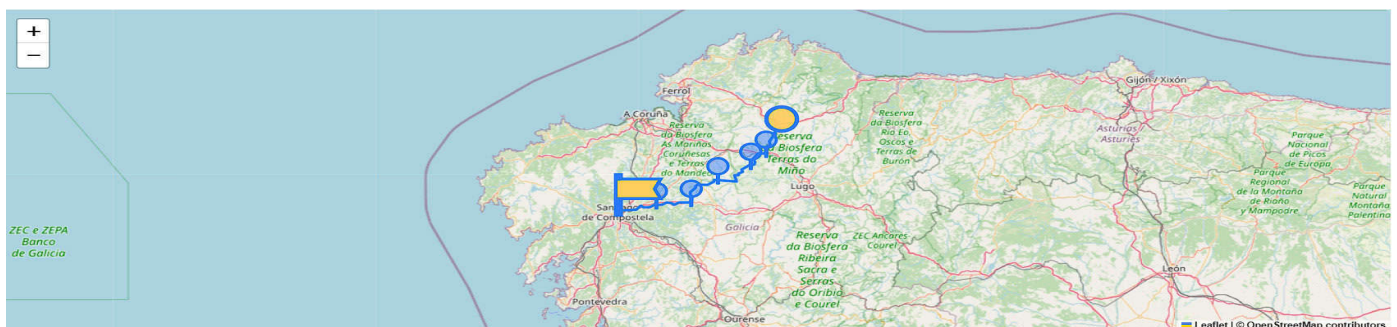 +
−
Ferrol
A Coruña
Gijón / Xixón
Reserva
da Biosfera
As Mariñas
Coruñesas
e Terras
do Mandeo
Reserva
da Biosfera
Terras do
Miño
Reserva
da Biosfera
Río Eo,
Oscos e
Terras de
Burón
Asturias
Asturies
Parque
Nacional
de Picos
de Europa
Parque
Regional
de la Montaña
de Riaño
y Mampodre
Parque
Natural
Montaña
Palentina
Lugo
Santiago
de Compostela
Galicia
ZEC e ZEPA
Banco
de Galicia
Reserva
da Biosfera
Ribeira
Sacra e
Serras
do Oribio
e Courel
ZEC Ancares
Courel
León
Pontevedra
Ourense
Leaflet | © OpenStreetMap contributors